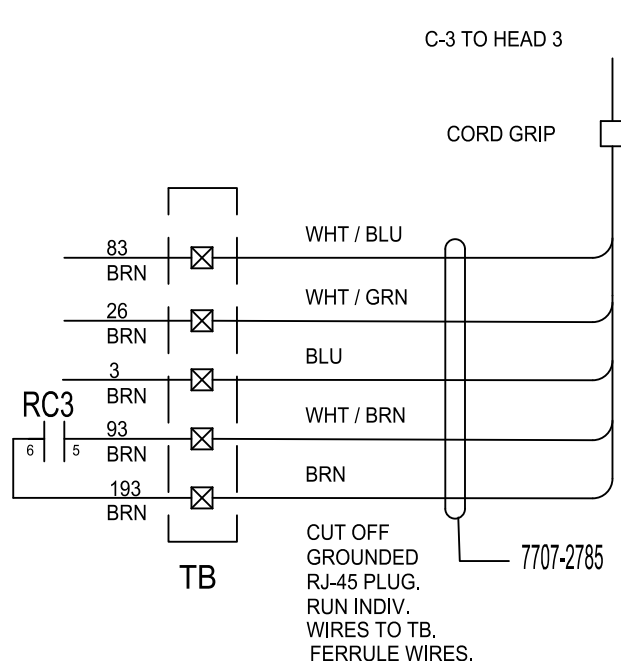 C-3 TO HEAD 3
CORD GRIP
83
BRN
WHT / BLU
26
BRN
WHT / GRN
3
BRN
BLU
RC3
6
5
93
BRN
WHT / BRN
193
BRN
BRN
TB
CUT OFF
GROUNDED
RJ-45 PLUG.
RUN INDIV.
WIRES TO TB.
FERRULE WIRES.
7707-2785